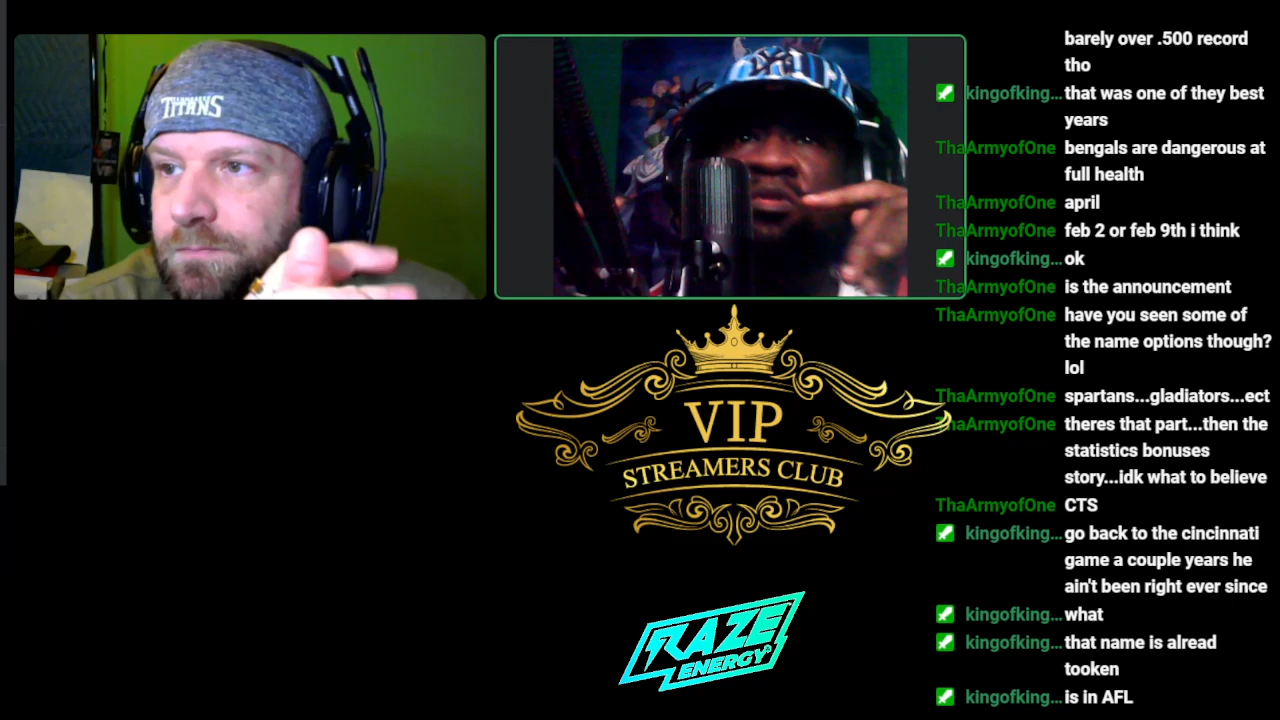 TITANS
VIP
STREAMERS CLUB
RAZE
ENERGY
barely over .500 record
tho
kingofking... that was one of they best
years
ThaArmyofOne bengals are dangerous at
full health
ThaArmyofOne april
ThaArmyofOne feb 2 or feb 9th i think
kingofking... ok
ThaArmyofOne is the announcement
ThaArmyofOne have you seen some of
the name options though?
lol
ThaArmyofOne spartans...gladiators...ect
ThaArmyofOne theres that part...then the
statistics bonuses
story...idk what to believe
ThaArmyofOne CTS
kingofking... go back to the cincinnati
game a couple years he
ain't been right ever since
kingofking... what
kingofking... that name is alread
tooken
kingofking... is in AFL